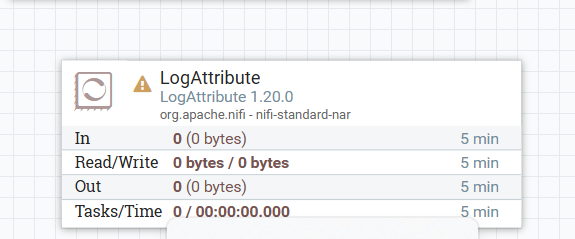 LogAttribute
LogAttribute 1.20.0
org.apache.nifi - nifi-standard-nar
In 0 (0 bytes) 5 min
Read/Write 0 bytes / 0 bytes 5 min
Out 0 (0 bytes) 5 min
Tasks/Time 0 / 00:00:00.000 5 min